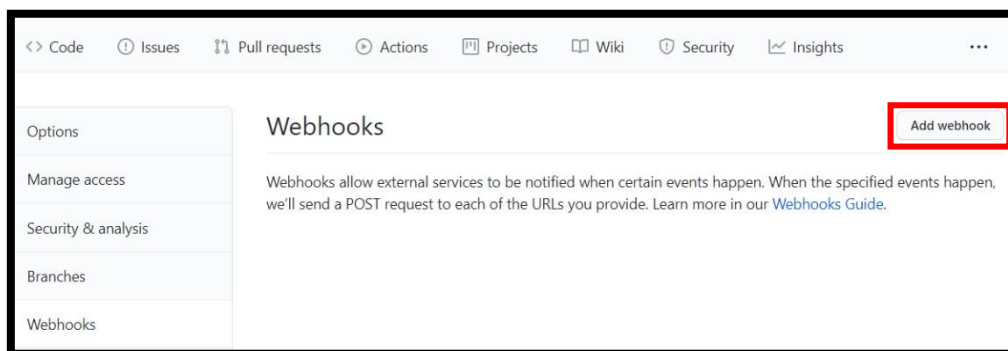 Code Issues Pull requests Actions Projects Wiki Security Insights ...
Options
Manage access
Security & analysis
Branches
Webhooks
Webhooks
Add webhook
Webhooks allow external services to be notified when certain events happen. When the specified events happen,
we'll send a POST request to each of the URLs you provide. Learn more in our Webhooks Guide.